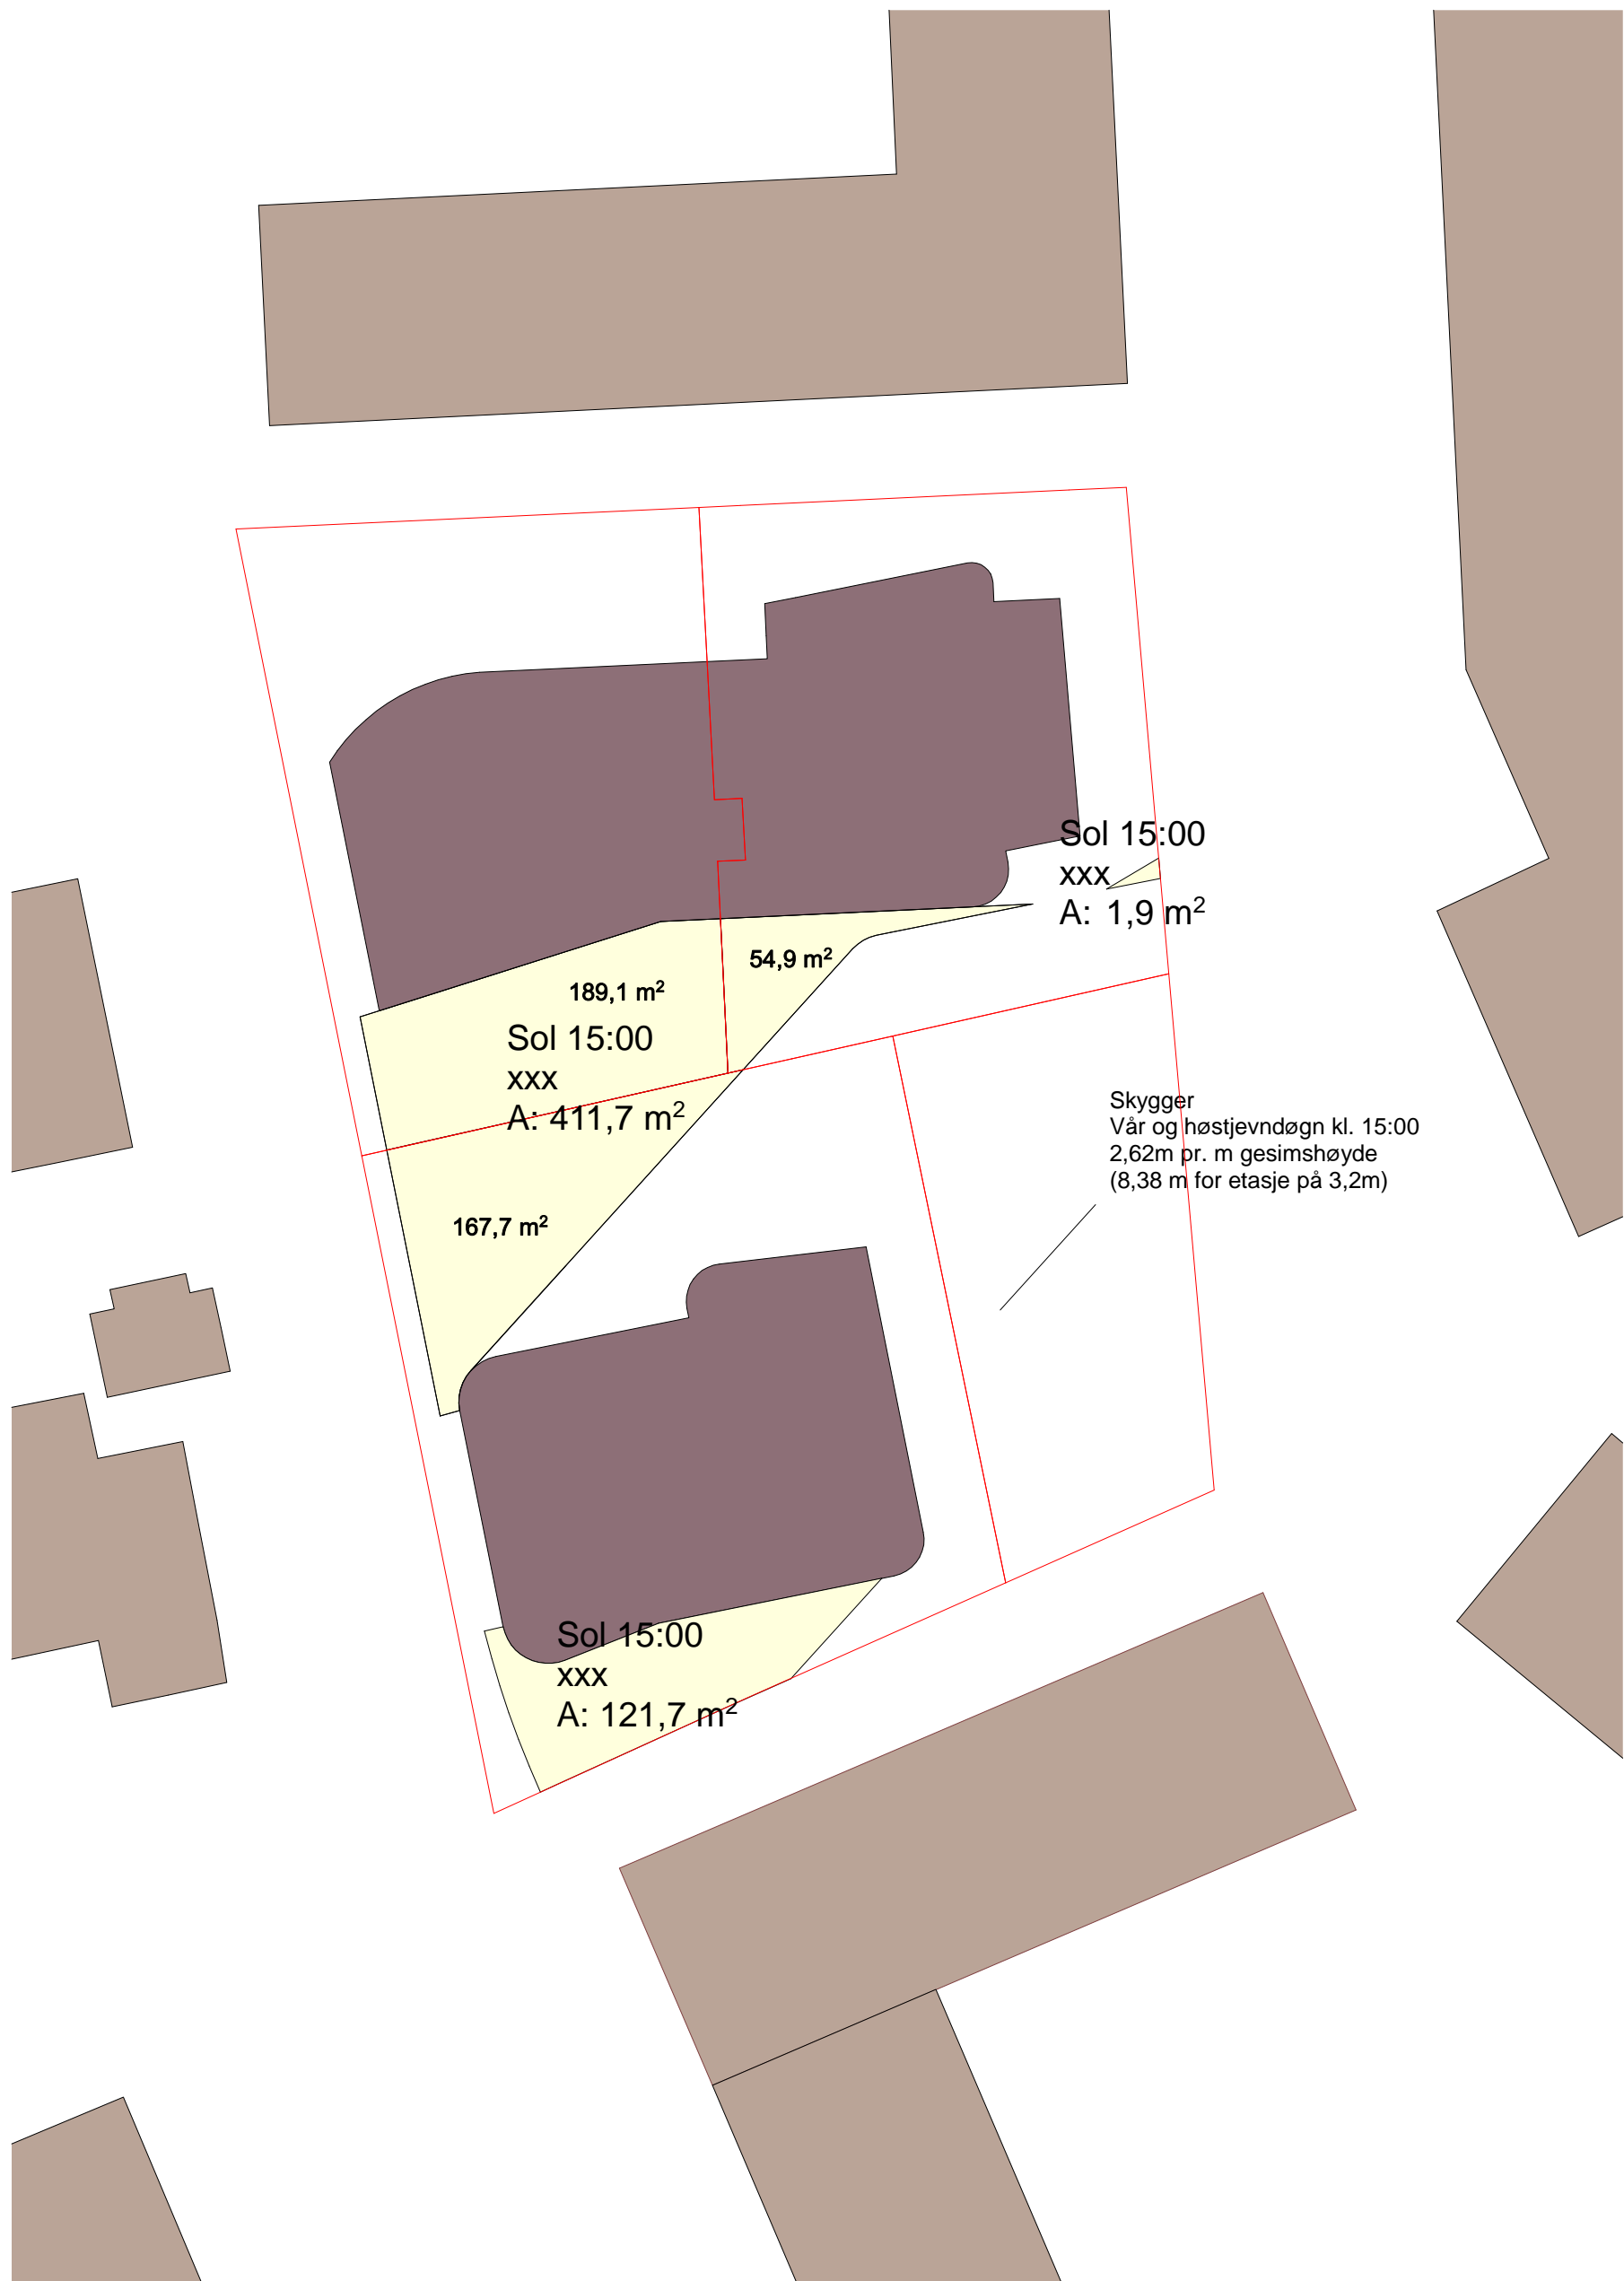 Sol 15:00
xxx
A: 1,9 m²
54,9 m²
189,1 m²
Sol 15:00
xxx
A: 411,7 m²
Skygger
Vår og høstjevndøgn kl. 15:00
2,62m pr. m gesimshøyde
(8,38 m for etasje på 3,2m)
167,7 m²
Sol 15:00
xxx
A: 121,7 m²